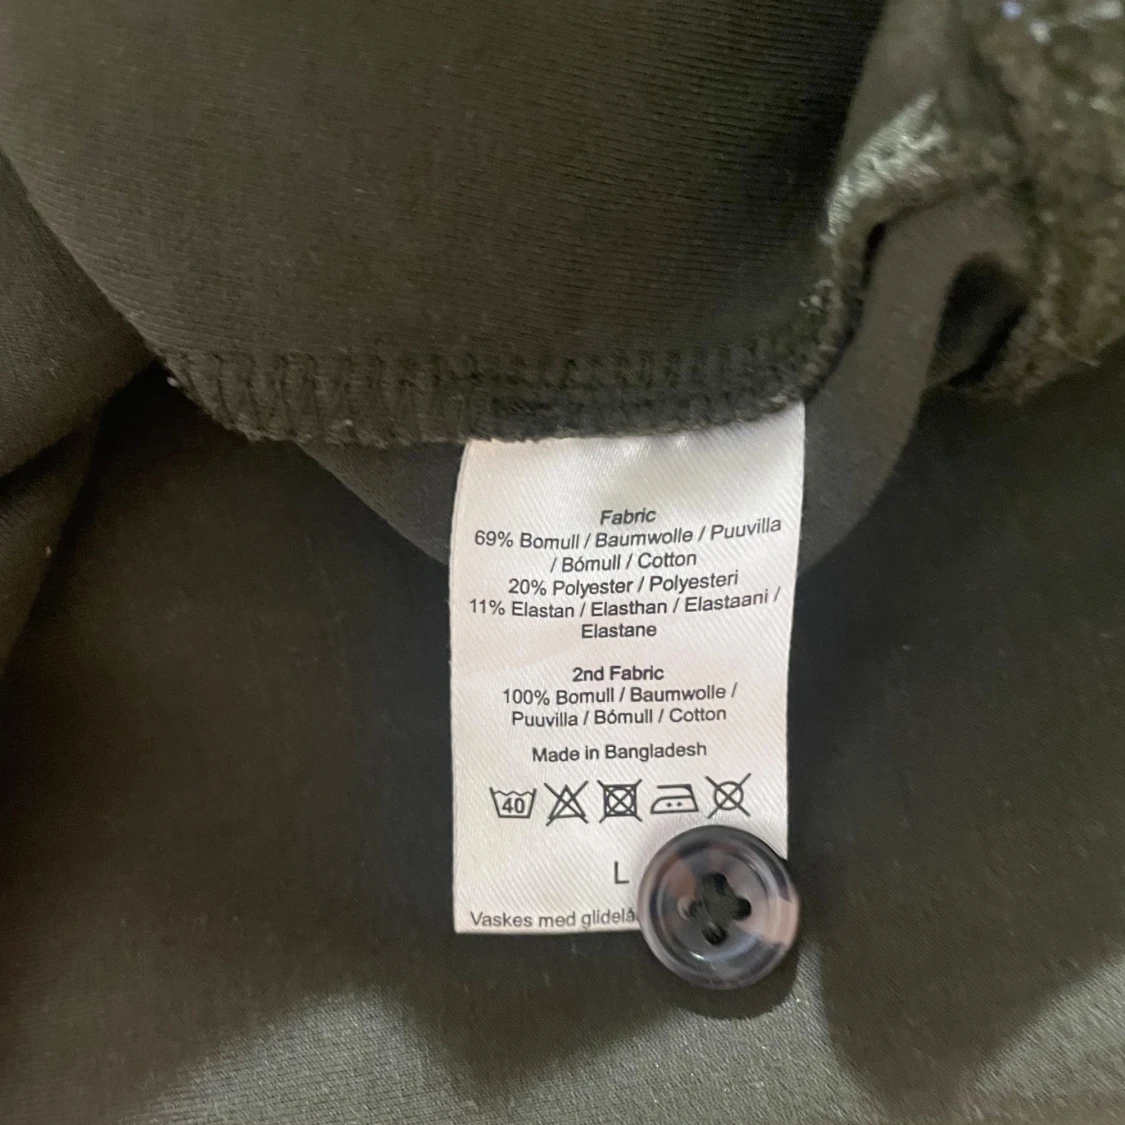 Fabric
69% Bomull / Baumwolle / Puuvilla
/ Bómull / Cotton
20% Polyester / Polyesteri
11% Elastan / Elasthan / Elastaani /
Elastane
2nd Fabric
100% Bomull / Baumwolle /
Puuvilla / Bómull / Cotton
Made in Bangladesh
40
L
Vaskes med